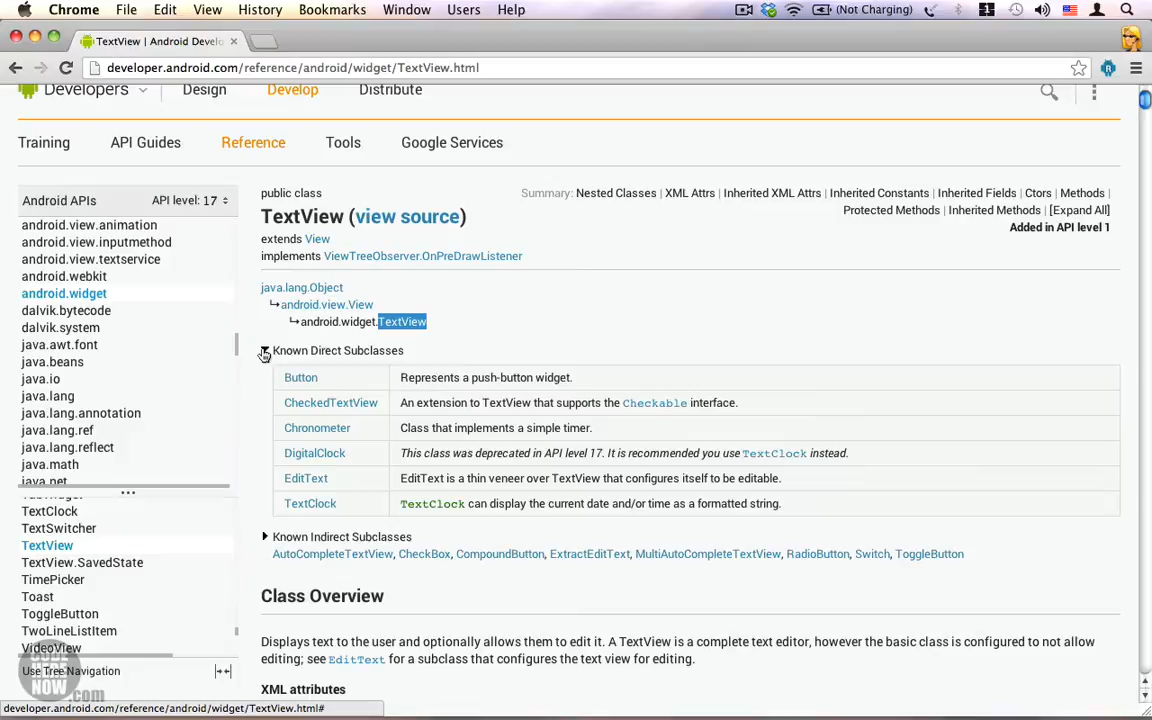 Chrome File Edit View History Bookmarks Window Users Help (Not Charging) 1
TextView | Android Develo
developer.android.com/reference/android/widget/TextView.html
Developers Design Develop Distribute
Training API Guides Reference Tools Google Services
Android APIs API level: 17
android.view.animation
android.view.inputmethod
android.view.textservice
android.webkit
android.widget
dalvik.bytecode
dalvik.system
java.awt.font
java.beans
java.io
java.lang
java.lang.annotation
java.lang.ref
java.lang.reflect
java.math
java.net
TabWidget
TextClock
TextSwitcher
TextView
TextView.SavedState
TimePicker
Toast
ToggleButton
TwoLineListItem
VideoView
Use Tree Navigation
CODE
NOW
.com
public class
Summary: Nested Classes | XML Attrs | Inherited XML Attrs | Inherited Constants | Inherited Fields | Ctors | Methods |
Protected Methods | Inherited Methods | [Expand All]
Added in API level 1
TextView (view source)
extends View
implements ViewTreeObserver.OnPreDrawListener
java.lang.Object
↳android.view.View
↳android.widget.TextView
Known Direct Subclasses
Button Represents a push-button widget.
CheckedTextView An extension to TextView that supports the Checkable interface.
Chronometer Class that implements a simple timer.
DigitalClock This class was deprecated in API level 17. It is recommended you use TextClock instead.
EditText EditText is a thin veneer over TextView that configures itself to be editable.
TextClock TextClock can display the current date and/or time as a formatted string.
Known Indirect Subclasses
AutoCompleteTextView, CheckBox, CompoundButton, ExtractEditText, MultiAutoCompleteTextView, RadioButton, Switch, ToggleButton
Class Overview
Displays text to the user and optionally allows them to edit it. A TextView is a complete text editor, however the basic class is configured to not allow
editing; see EditText for a subclass that configures the text view for editing.
XML attributes
developer.android.com/reference/android/widget/TextView.html#